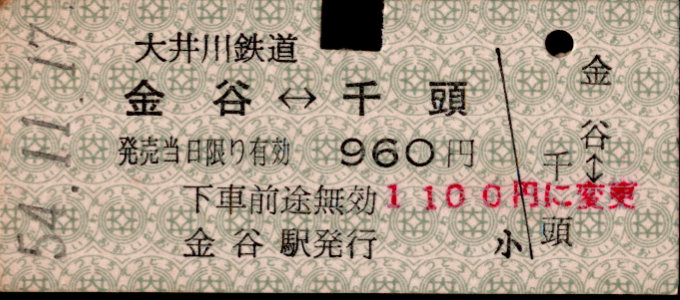 54.11.17
大井川鉄道
金谷↔千頭
発売当日限り有効 960円
下車前途無効 1100円に変更
金谷駅発行 小
金谷↔千頭